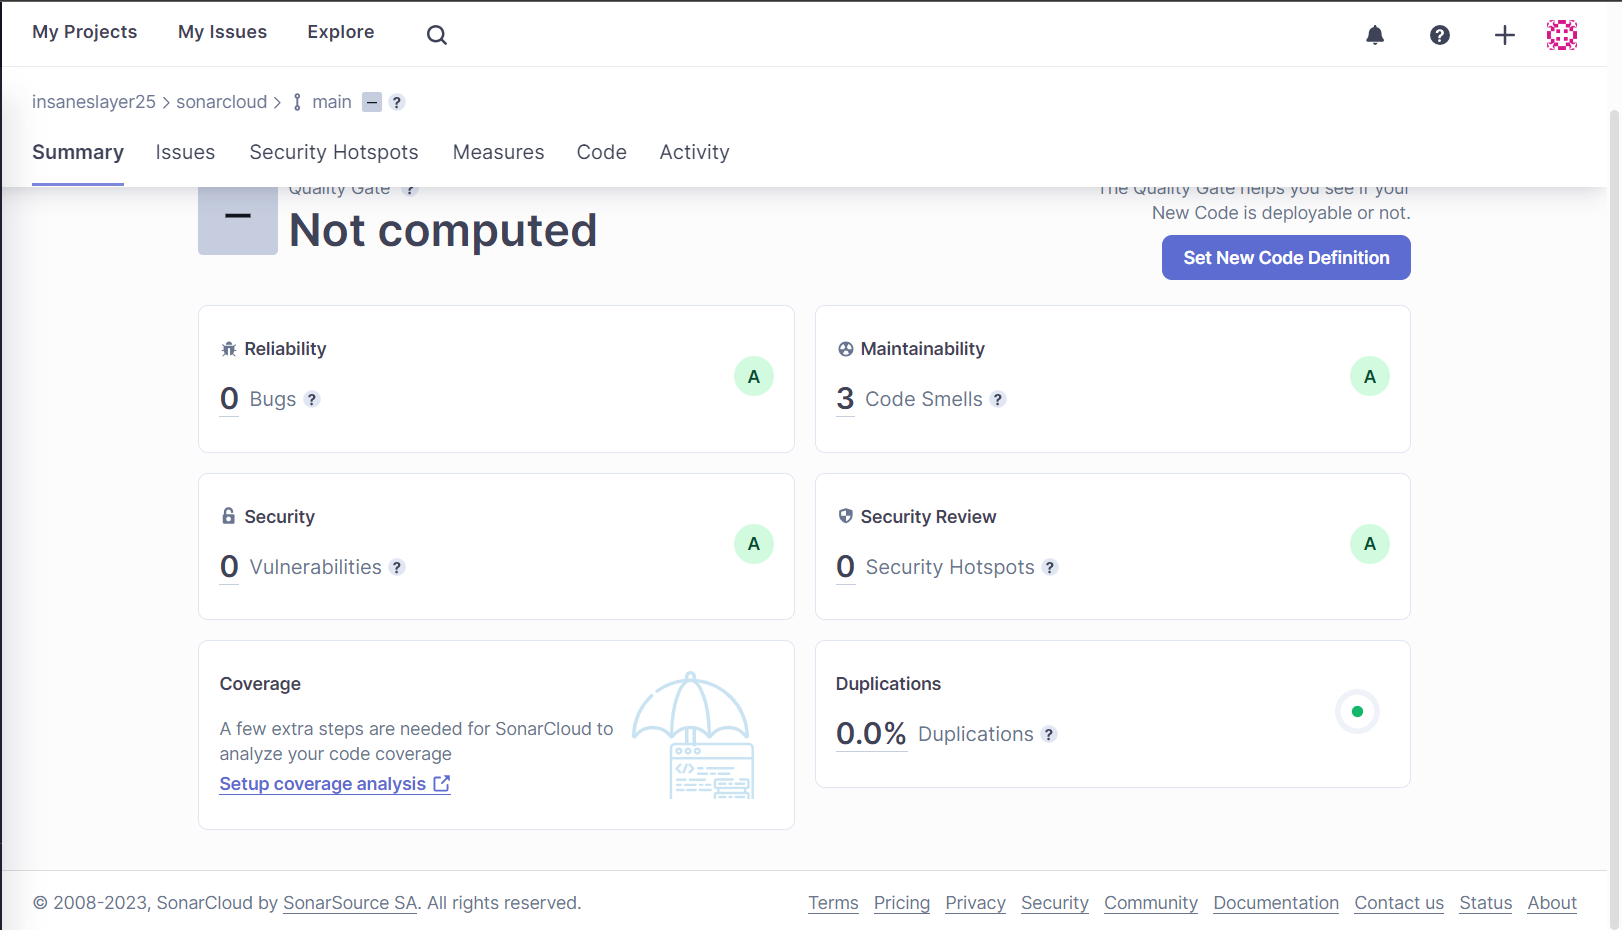 My Projects My Issues Explore
insaneslayer25 > sonarcloud > main – ?
Summary Issues Security Hotspots Measures Code Activity
Quality Gate ?
Not computed
The Quality Gate helps you see if your
New Code is deployable or not.
Set New Code Definition
Reliability
0 Bugs ?
A
Maintainability
3 Code Smells ?
A
Security
0 Vulnerabilities ?
A
Security Review
0 Security Hotspots ?
A
Coverage
A few extra steps are needed for SonarCloud to
analyze your code coverage
Setup coverage analysis
Duplications
0.0% Duplications ?
© 2008-2023, SonarCloud by SonarSource SA. All rights reserved.
Terms Pricing Privacy Security Community Documentation Contact us Status About